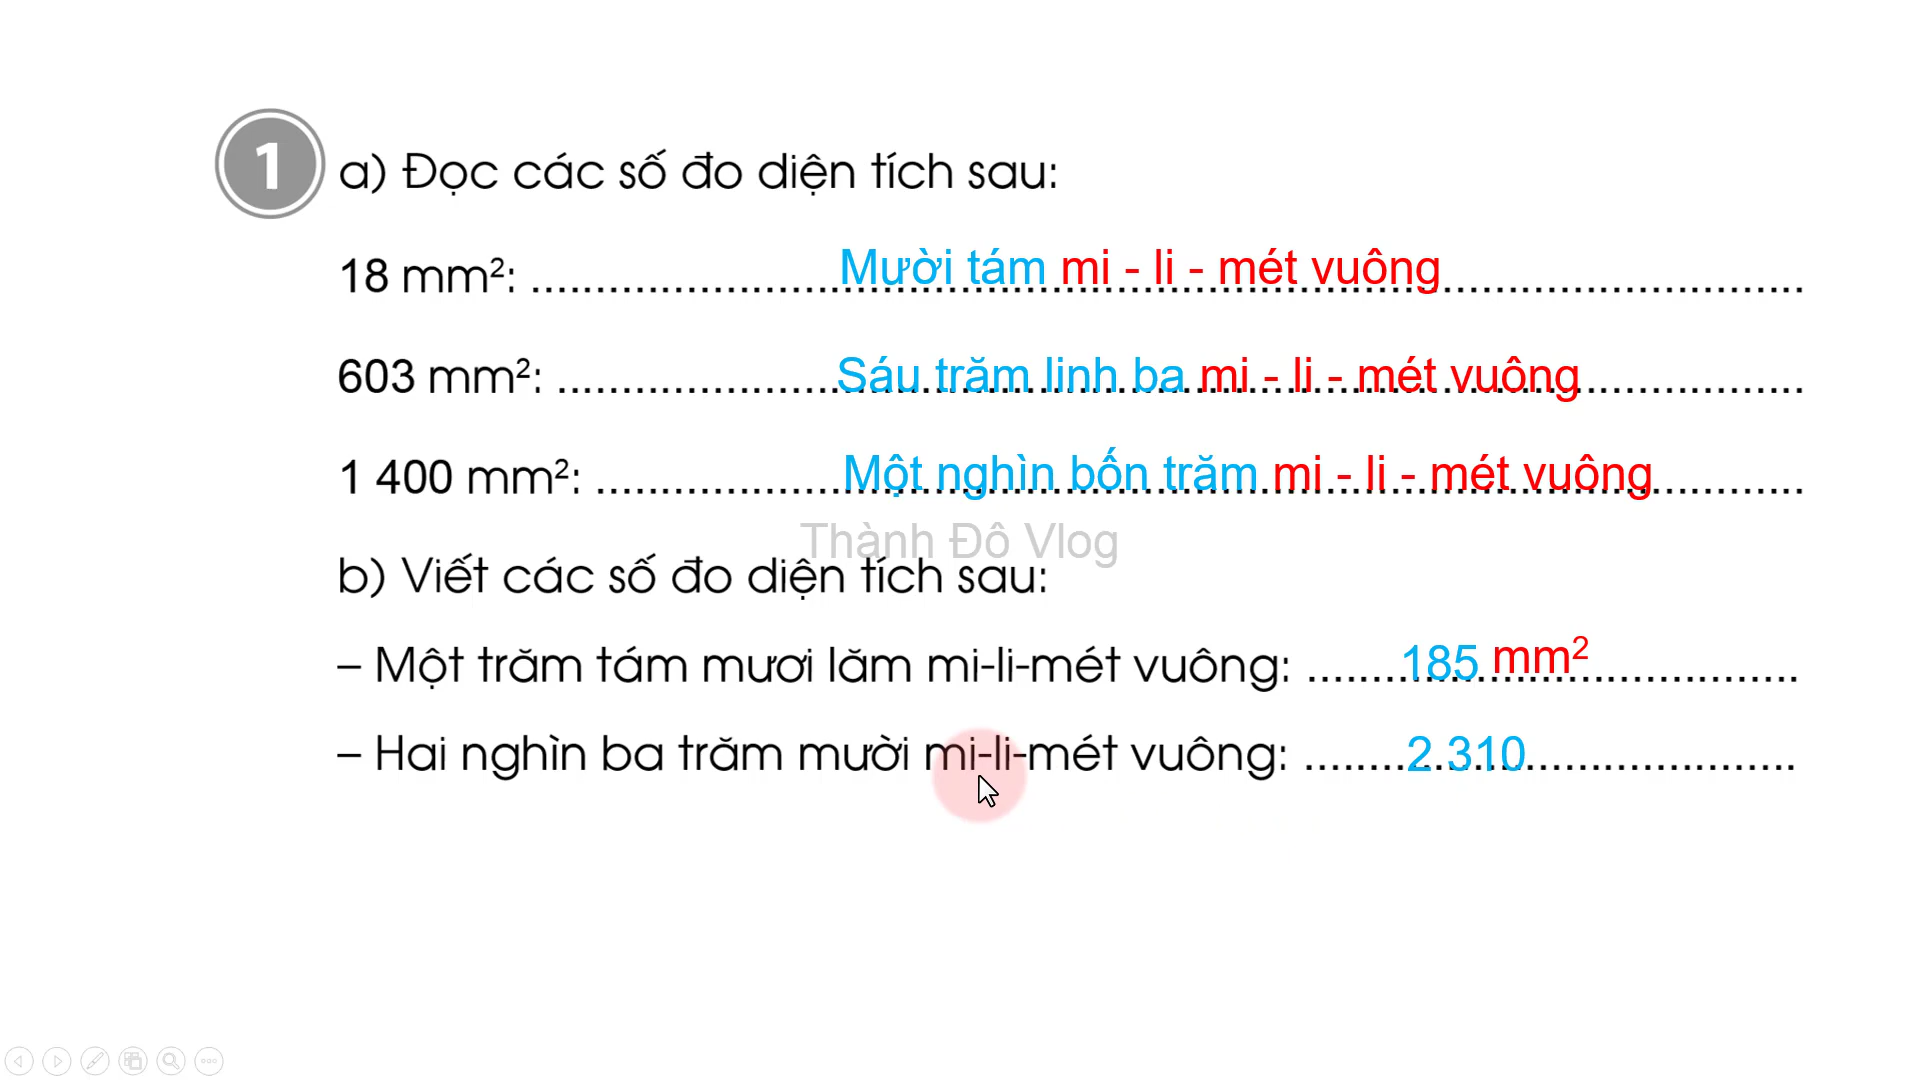 1 a) Đọc các số đo diện tích sau:
18 mm²: .......... Mười tám mi - li - mét vuông ..........
603 mm²: .......... Sáu trăm linh ba mi - li - mét vuông ..........
1 400 mm²: .......... Một nghìn bốn trăm mi - li - mét vuông ..........
Thành Đô Vlog
b) Viết các số đo diện tích sau:
– Một trăm tám mươi lăm mi-li-mét vuông: .......... 185 mm² ..........
– Hai nghìn ba trăm mười mi-li-mét vuông: .......... 2 310 ..........